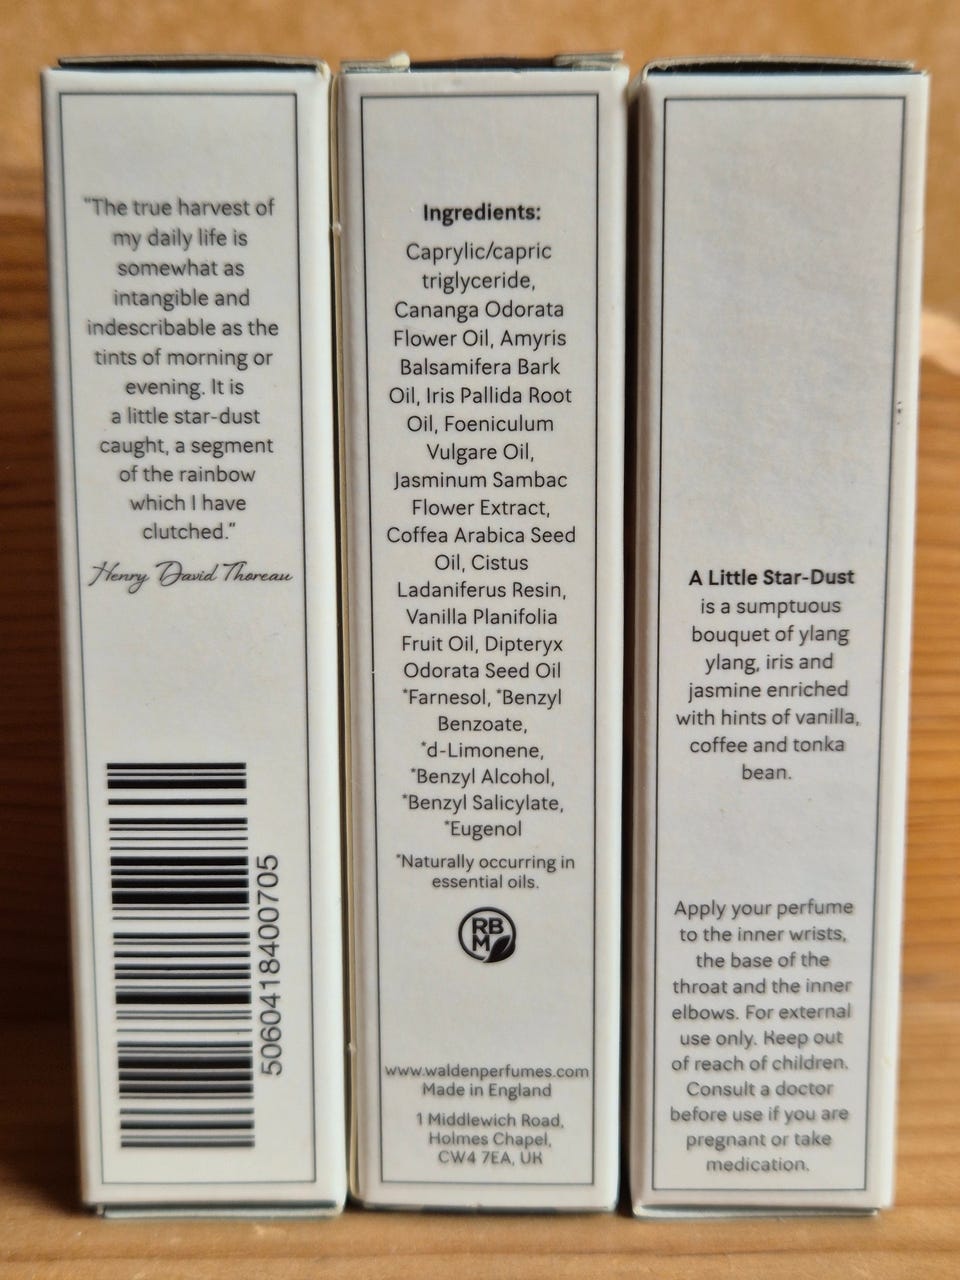 "The true harvest of
my daily life is
somewhat as
intangible and
indescribable as the
tints of morning or
evening. It is
a little star-dust
caught, a segment
of the rainbow
which I have
clutched."
Henry David Thoreau
5060418400705
Ingredients:
Caprylic/capric
triglyceride,
Cananga Odorata
Flower Oil, Amyris
Balsamifera Bark
Oil, Iris Pallida Root
Oil, Foeniculum
Vulgare Oil,
Jasminum Sambac
Flower Extract,
Coffea Arabica Seed
Oil, Cistus
Ladaniferus Resin,
Vanilla Planifolia
Fruit Oil, Dipteryx
Odorata Seed Oil
*Farnesol, *Benzyl
Benzoate,
*d-Limonene,
*Benzyl Alcohol,
*Benzyl Salicylate,
*Eugenol
*Naturally occurring in
essential oils.
RB
M
www.waldenperfumes.com
Made in England
1 Middlewich Road,
Holmes Chapel,
CW4 7EA, UK
A Little Star-Dust
is a sumptuous
bouquet of ylang
ylang, iris and
jasmine enriched
with hints of vanilla,
coffee and tonka
bean.
Apply your perfume
to the inner wrists,
the base of the
throat and the inner
elbows. For external
use only. Keep out
of reach of children.
Consult a doctor
before use if you are
pregnant or take
medication.